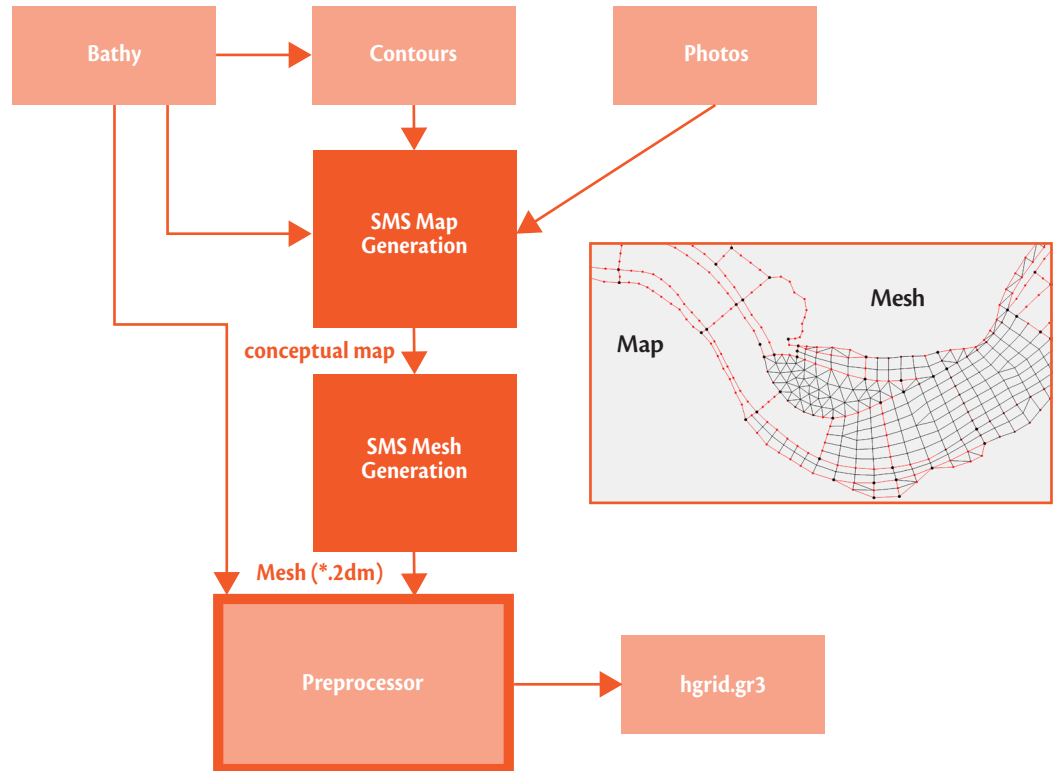 Bathy
Contours
Photos
SMS Map
Generation
Mesh
Map
conceptual map
SMS Mesh
Generation
Mesh (*.2dm)
Preprocessor
hgrid.gr3